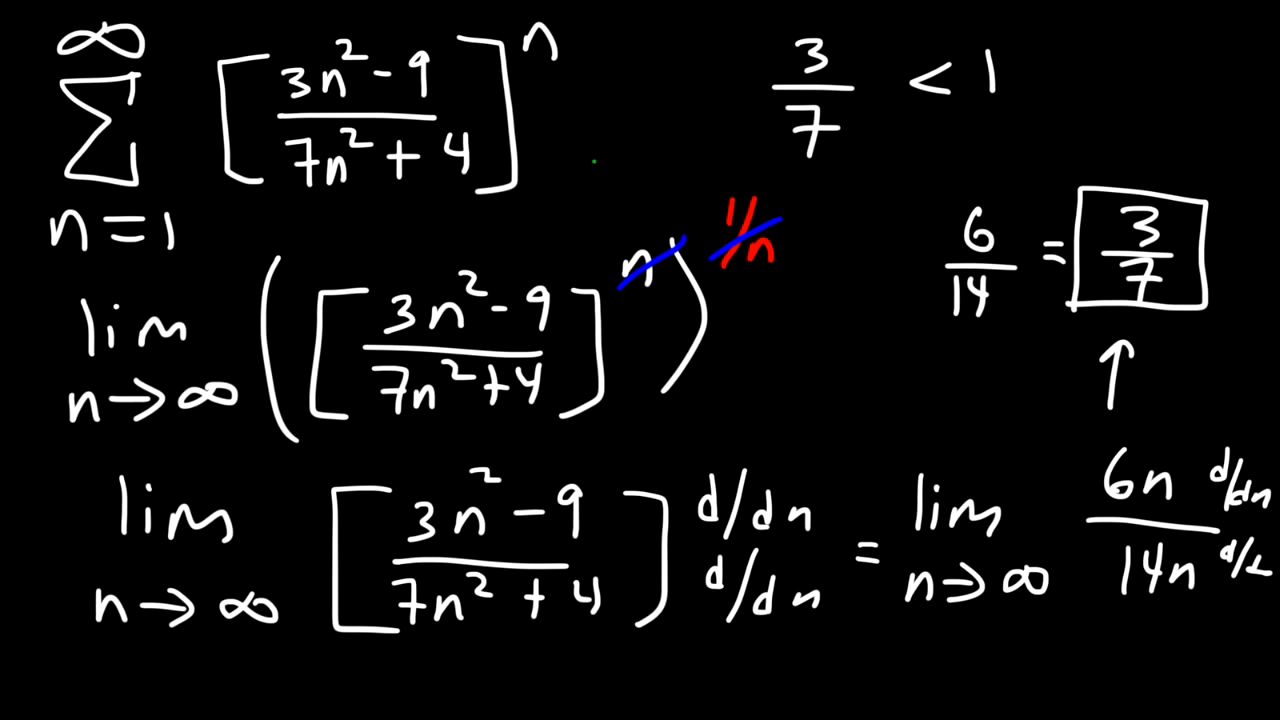 ∞
∑ [ (3n² - 9) / (7n² + 4) ]ⁿ
n = 1
3/7 < 1
lim n→∞ ( [ (3n² - 9) / (7n² + 4) ]ⁿ )^(1/n)
6/14 = 3/7
↑
lim n→∞ [ (3n² - 9) / (7n² + 4) ] d/dn d/dn = lim n→∞ 6n / 14n d/dn